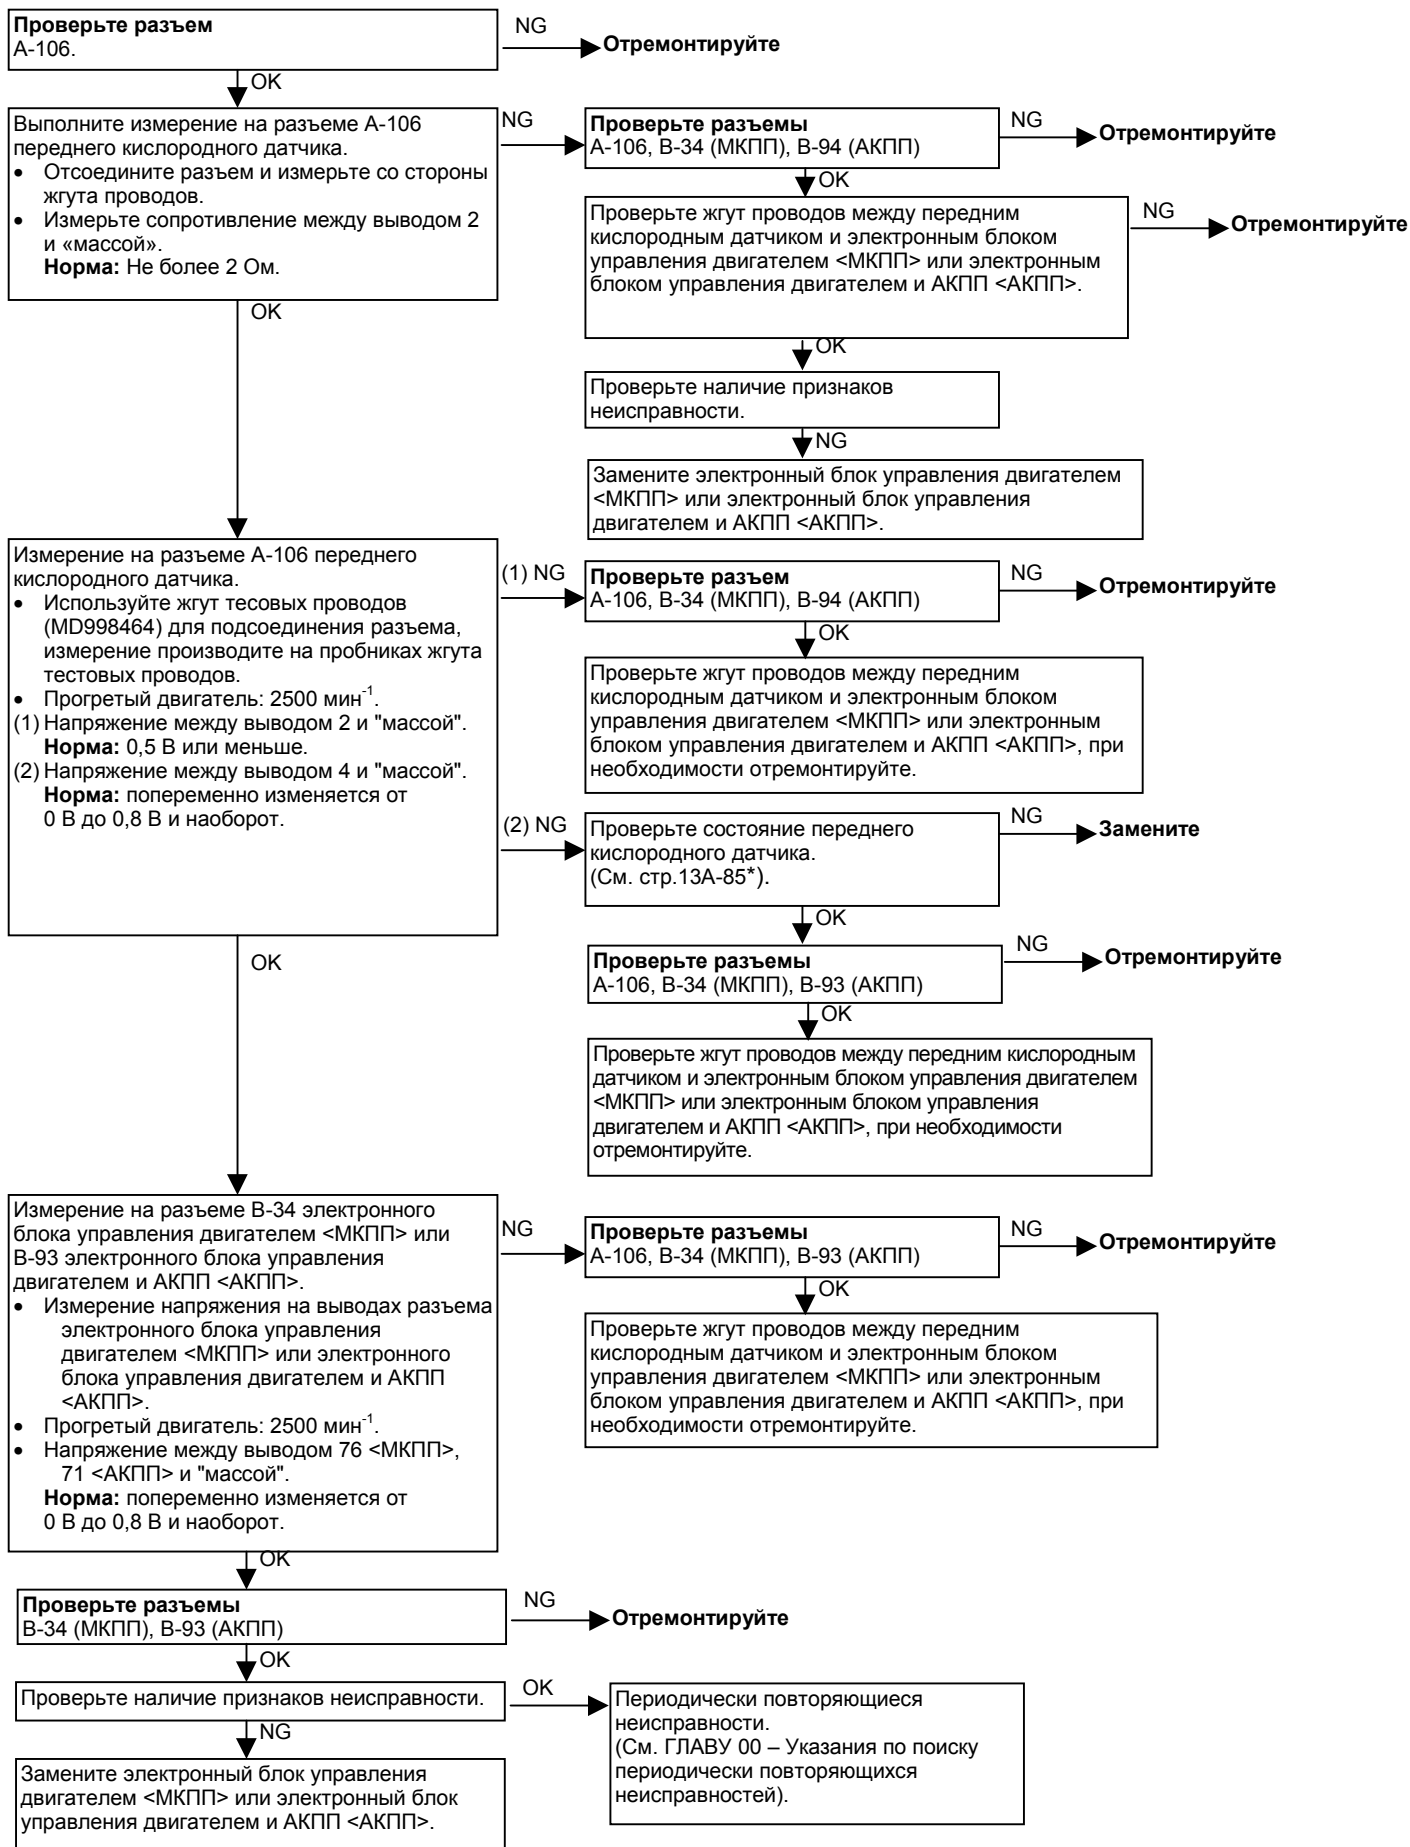 Проверьте разъем
А-106.
NG
Отремонтируйте
OK
Выполните измерение на разъеме А-106
переднего кислородного датчика.
• Отсоедините разъем и измерьте со стороны
жгута проводов.
• Измерьте сопротивление между выводом 2
и «массой».
Норма: Не более 2 Ом.
NG
Проверьте разъемы
А-106, В-34 (МКПП), В-94 (АКПП)
NG
Отремонтируйте
OK
Проверьте жгут проводов между передним
кислородным датчиком и электронным блоком
управления двигателем <МКПП> или электронным
блоком управления двигателем и АКПП <АКПП>.
NG
Отремонтируйте
OK
Проверьте наличие признаков
неисправности.
NG
Замените электронный блок управления двигателем
<МКПП> или электронный блок управления
двигателем и АКПП <АКПП>.
OK
Измерение на разъеме А-106 переднего
кислородного датчика.
• Используйте жгут тесовых проводов
(MD998464) для подсоединения разъема,
измерение производите на пробниках жгута
тестовых проводов.
• Прогретый двигатель: 2500 мин-1.
(1) Напряжение между выводом 2 и "массой".
Норма: 0,5 В или меньше.
(2) Напряжение между выводом 4 и "массой".
Норма: попеременно изменяется от
0 В до 0,8 В и наоборот.
(1) NG
Проверьте разъем
А-106, В-34 (МКПП), В-94 (АКПП)
NG
Отремонтируйте
OK
Проверьте жгут проводов между передним
кислородным датчиком и электронным блоком
управления двигателем <МКПП> или электронным
блоком управления двигателем и АКПП <АКПП>, при
необходимости отремонтируйте.
(2) NG
Проверьте состояние переднего
кислородного датчика.
(См. стр.13А-85*).
NG
Замените
OK
Проверьте разъемы
А-106, В-34 (МКПП), В-93 (АКПП)
NG
Отремонтируйте
OK
Проверьте жгут проводов между передним кислородным
датчиком и электронным блоком управления двигателем
<МКПП> или электронным блоком управления
двигателем и АКПП <АКПП>, при необходимости
отремонтируйте.
OK
Измерение на разъеме В-34 электронного
блока управления двигателем <МКПП> или
В-93 электронного блока управления
двигателем и АКПП <АКПП>.
• Измерение напряжения на выводах разъема
электронного блока управления
двигателем <МКПП> или электронного
блока управления двигателем и АКПП
<АКПП>.
• Прогретый двигатель: 2500 мин-1.
• Напряжение между выводом 76 <МКПП>,
71 <АКПП> и "массой".
Норма: попеременно изменяется от
0 В до 0,8 В и наоборот.
NG
Проверьте разъемы
А-106, В-34 (МКПП), В-93 (АКПП)
NG
Отремонтируйте
OK
Проверьте жгут проводов между передним
кислородным датчиком и электронным блоком
управления двигателем <МКПП> или электронным
блоком управления двигателем и АКПП <АКПП>, при
необходимости отремонтируйте.
OK
Проверьте разъемы
В-34 (МКПП), В-93 (АКПП)
NG
Отремонтируйте
OK
Проверьте наличие признаков неисправности.
OK
Периодически повторяющиеся
неисправности.
(См. ГЛАВУ 00 – Указания по поиску
периодически повторяющихся
неисправностей).
NG
Замените электронный блок управления
двигателем <МКПП> или электронный блок
управления двигателем и АКПП <АКПП>.